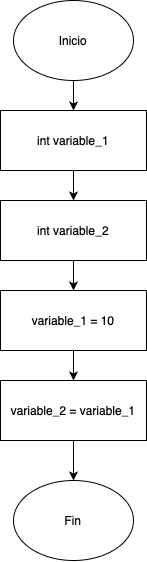 Inicio
int variable_1
int variable_2
variable_1 = 10
variable_2 = variable_1
Fin